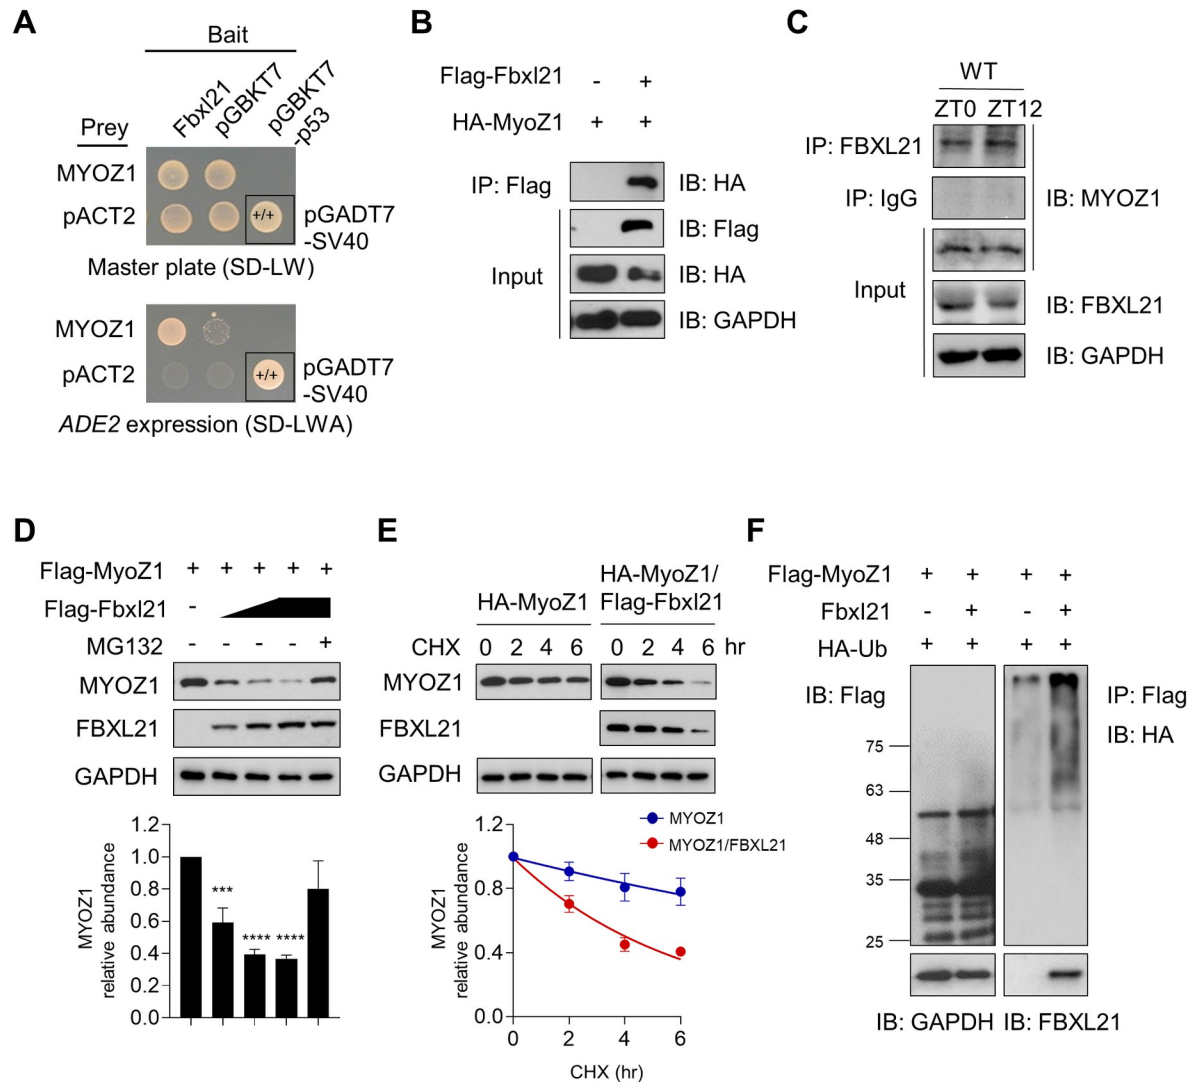 A
Bait
Fbxl21
pGBKT7
pGBKT7
-p53
Prey
MYOZ1
pACT2
+/+
pGADT7
-SV40
Master plate (SD-LW)
MYOZ1
pACT2
+/+
pGADT7
-SV40
ADE2 expression (SD-LWA)
B
Flag-Fbxl21 - +
HA-MyoZ1 + +
IP: Flag
IB: HA
IB: Flag
Input
IB: HA
IB: GAPDH
C
WT
ZT0 ZT12
IP: FBXL21
IP: IgG
IB: MYOZ1
Input
IB: FBXL21
IB: GAPDH
D
Flag-MyoZ1 + + + + +
Flag-Fbxl21 -
MG132 - - - - +
MYOZ1
FBXL21
GAPDH
MYOZ1
relative abundance
1.2
1.0
0.8
0.6
0.4
0.2
0.0
***
****
****
E
HA-MyoZ1
HA-MyoZ1/
Flag-Fbxl21
CHX 0 2 4 6 0 2 4 6 hr
MYOZ1
FBXL21
GAPDH
MYOZ1
MYOZ1/FBXL21
MYOZ1
relative abundance
1.2
0.8
0.4
0.0
0 2 4 6
CHX (hr)
F
Flag-MyoZ1 + + + +
Fbxl21 - + - +
HA-Ub + + + +
IB: Flag
IP: Flag
IB: HA
75
63
48
35
25
IB: GAPDH
IB: FBXL21